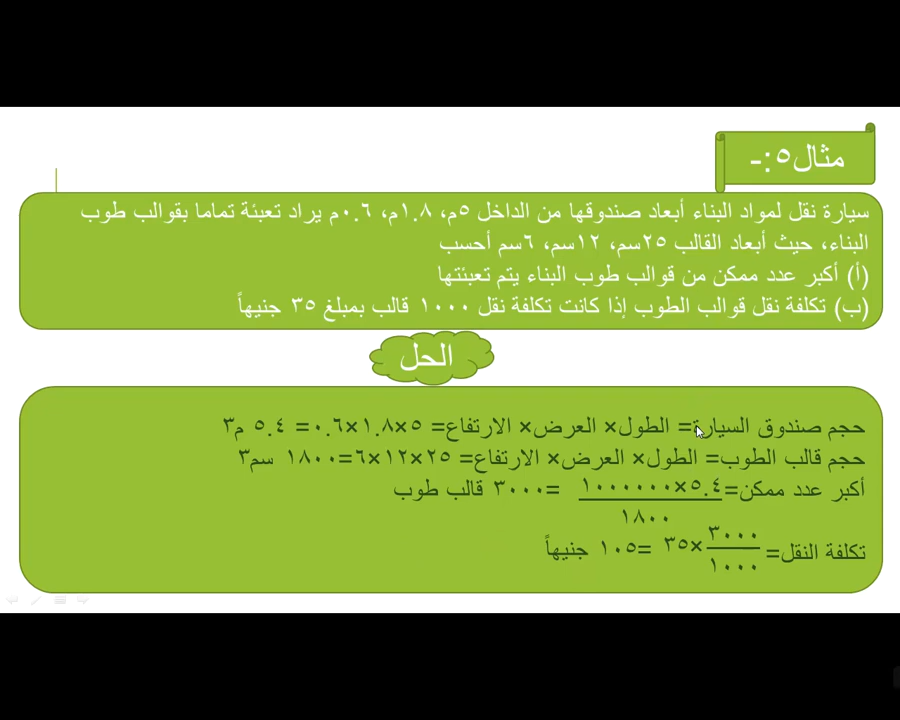 مثال٥:-
سيارة نقل لمواد البناء أبعاد صندوقها من الداخل ٥م، ١.٨م، ٠.٦م يراد تعبئة تماما بقوالب طوب
البناء، حيث أبعاد القالب ٢٥سم، ١٢سم، ٦سم أحسب
(أ) أكبر عدد ممكن من قوالب طوب البناء يتم تعبئتها
(ب) تكلفة نقل قوالب الطوب إذا كانت تكلفة نقل ١٠٠٠ قالب بمبلغ ٣٥ جنيهاً
الحل
حجم صندوق السيارة= الطول× العرض× الارتفاع= ٥×١.٨×٠.٦= ٥.٤ م٣
حجم قالب الطوب= الطول× العرض× الارتفاع= ٢٥×١٢×٦=١٨٠٠ سم٣
أكبر عدد ممكن= ٥.٤×١٠٠٠٠٠٠ =٣٠٠٠ قالب طوب
١٨٠٠
تكلفة النقل= ٣٠٠٠ ×٣٥ =١٠٥ جنيهاً
١٠٠٠